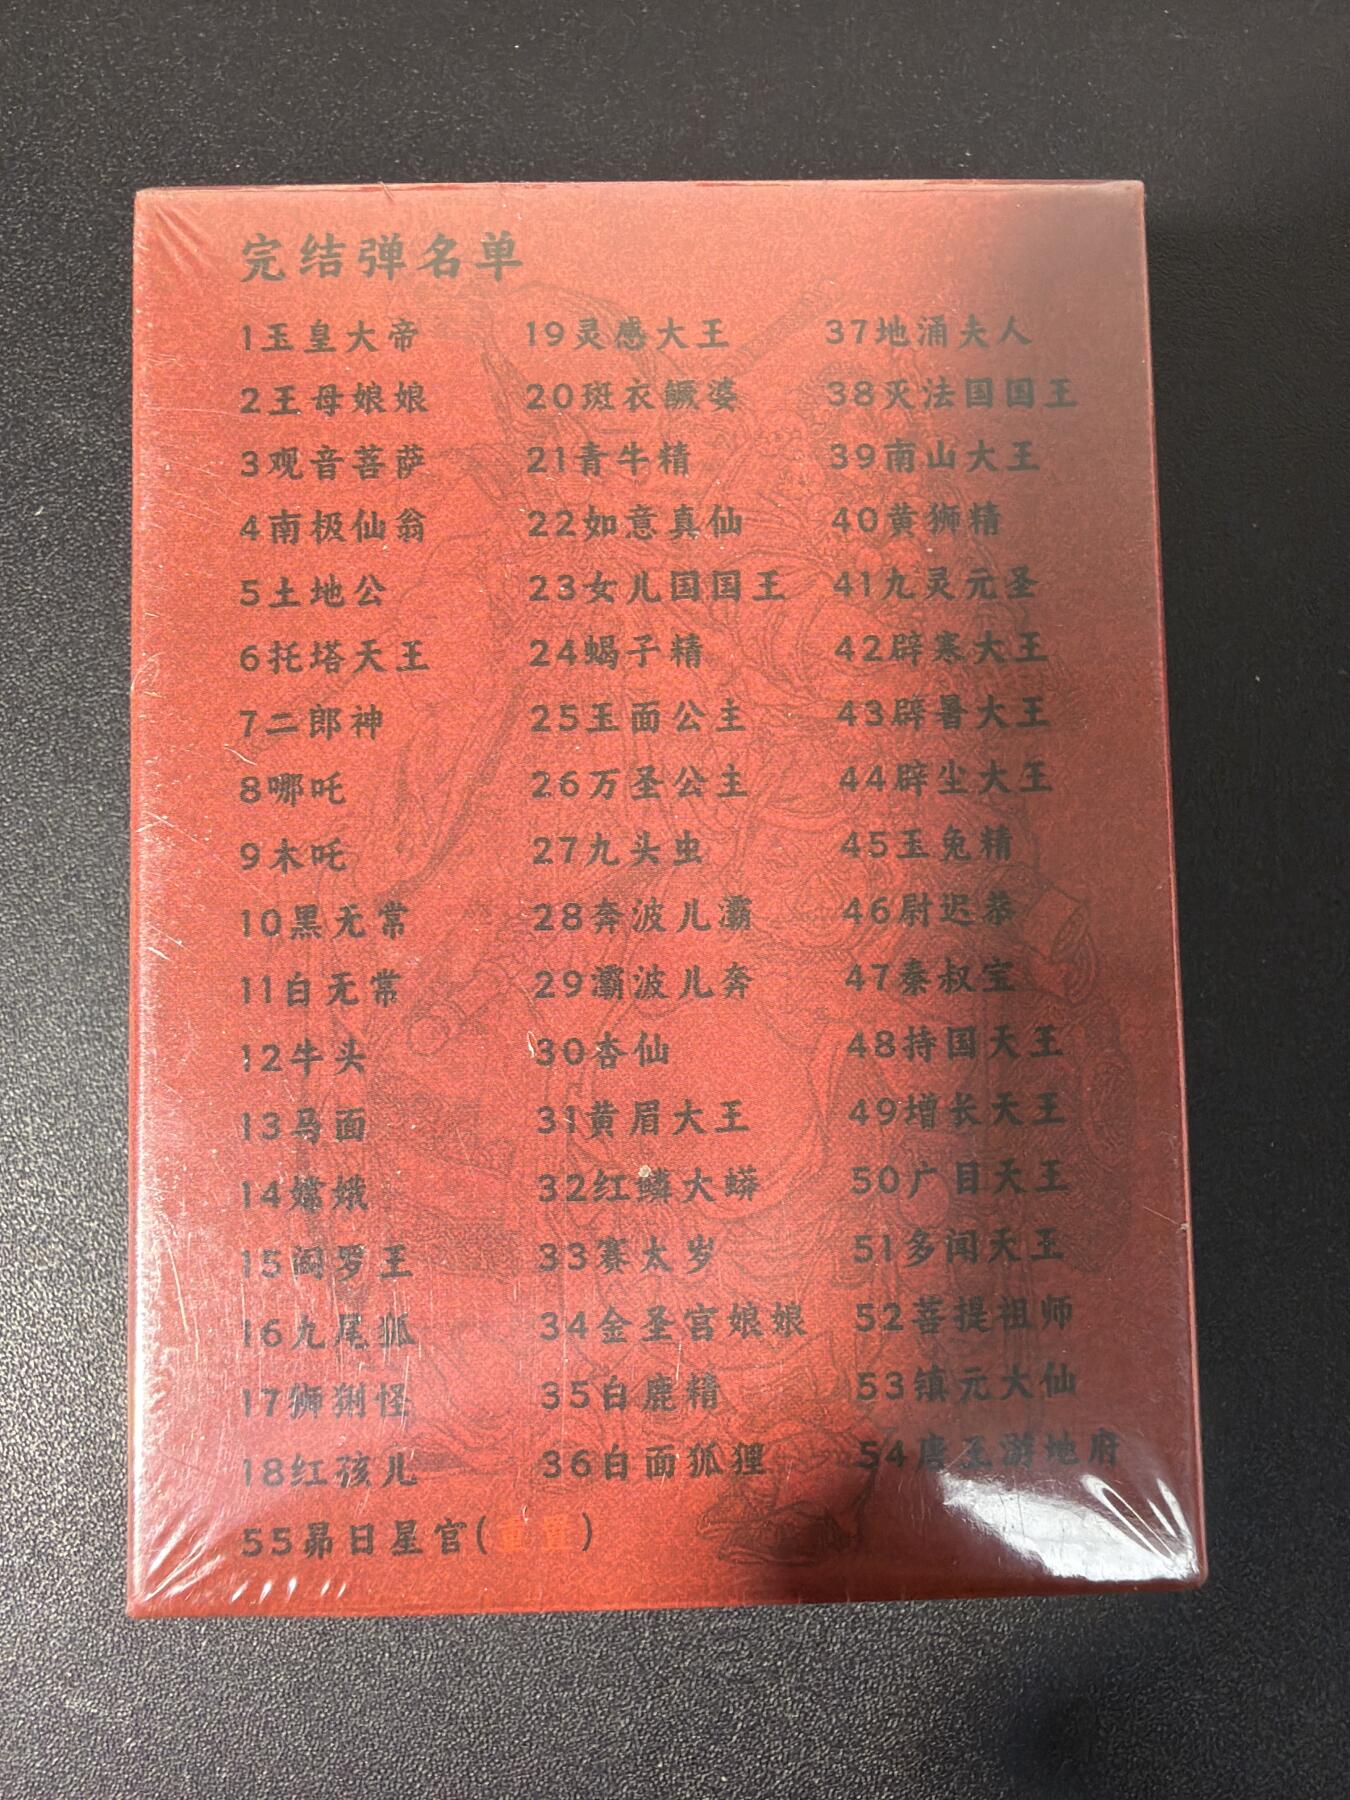 完结弹名单
1玉皇大帝
2王母娘娘
3观音菩萨
4南极仙翁
5土地公
6托塔天王
7二郎神
8哪吒
9木吒
10黑无常
11白无常
12牛头
13马面
14嫦娥
15阎罗王
16九尾狐
17狮猁怪
18红孩儿
19灵感大王
20斑衣鳜婆
21青牛精
22如意真仙
23女儿国国王
24蝎子精
25玉面公主
26万圣公主
27九头虫
28奔波儿灞
29灞波儿奔
30杏仙
31黄眉大王
32红鳞大蟒
33赛太岁
34金圣宫娘娘
35白鹿精
36白面狐狸
37地涌夫人
38灭法国国王
39南山大王
40黄狮精
41九灵元圣
42辟寒大王
43辟暑大王
44辟尘大王
45玉兔精
46尉迟恭
47秦叔宝
48持国天王
49增长天王
50广目天王
51多闻天王
52菩提祖师
53镇元大仙
54唐王游地府
55昴日星官(重置)